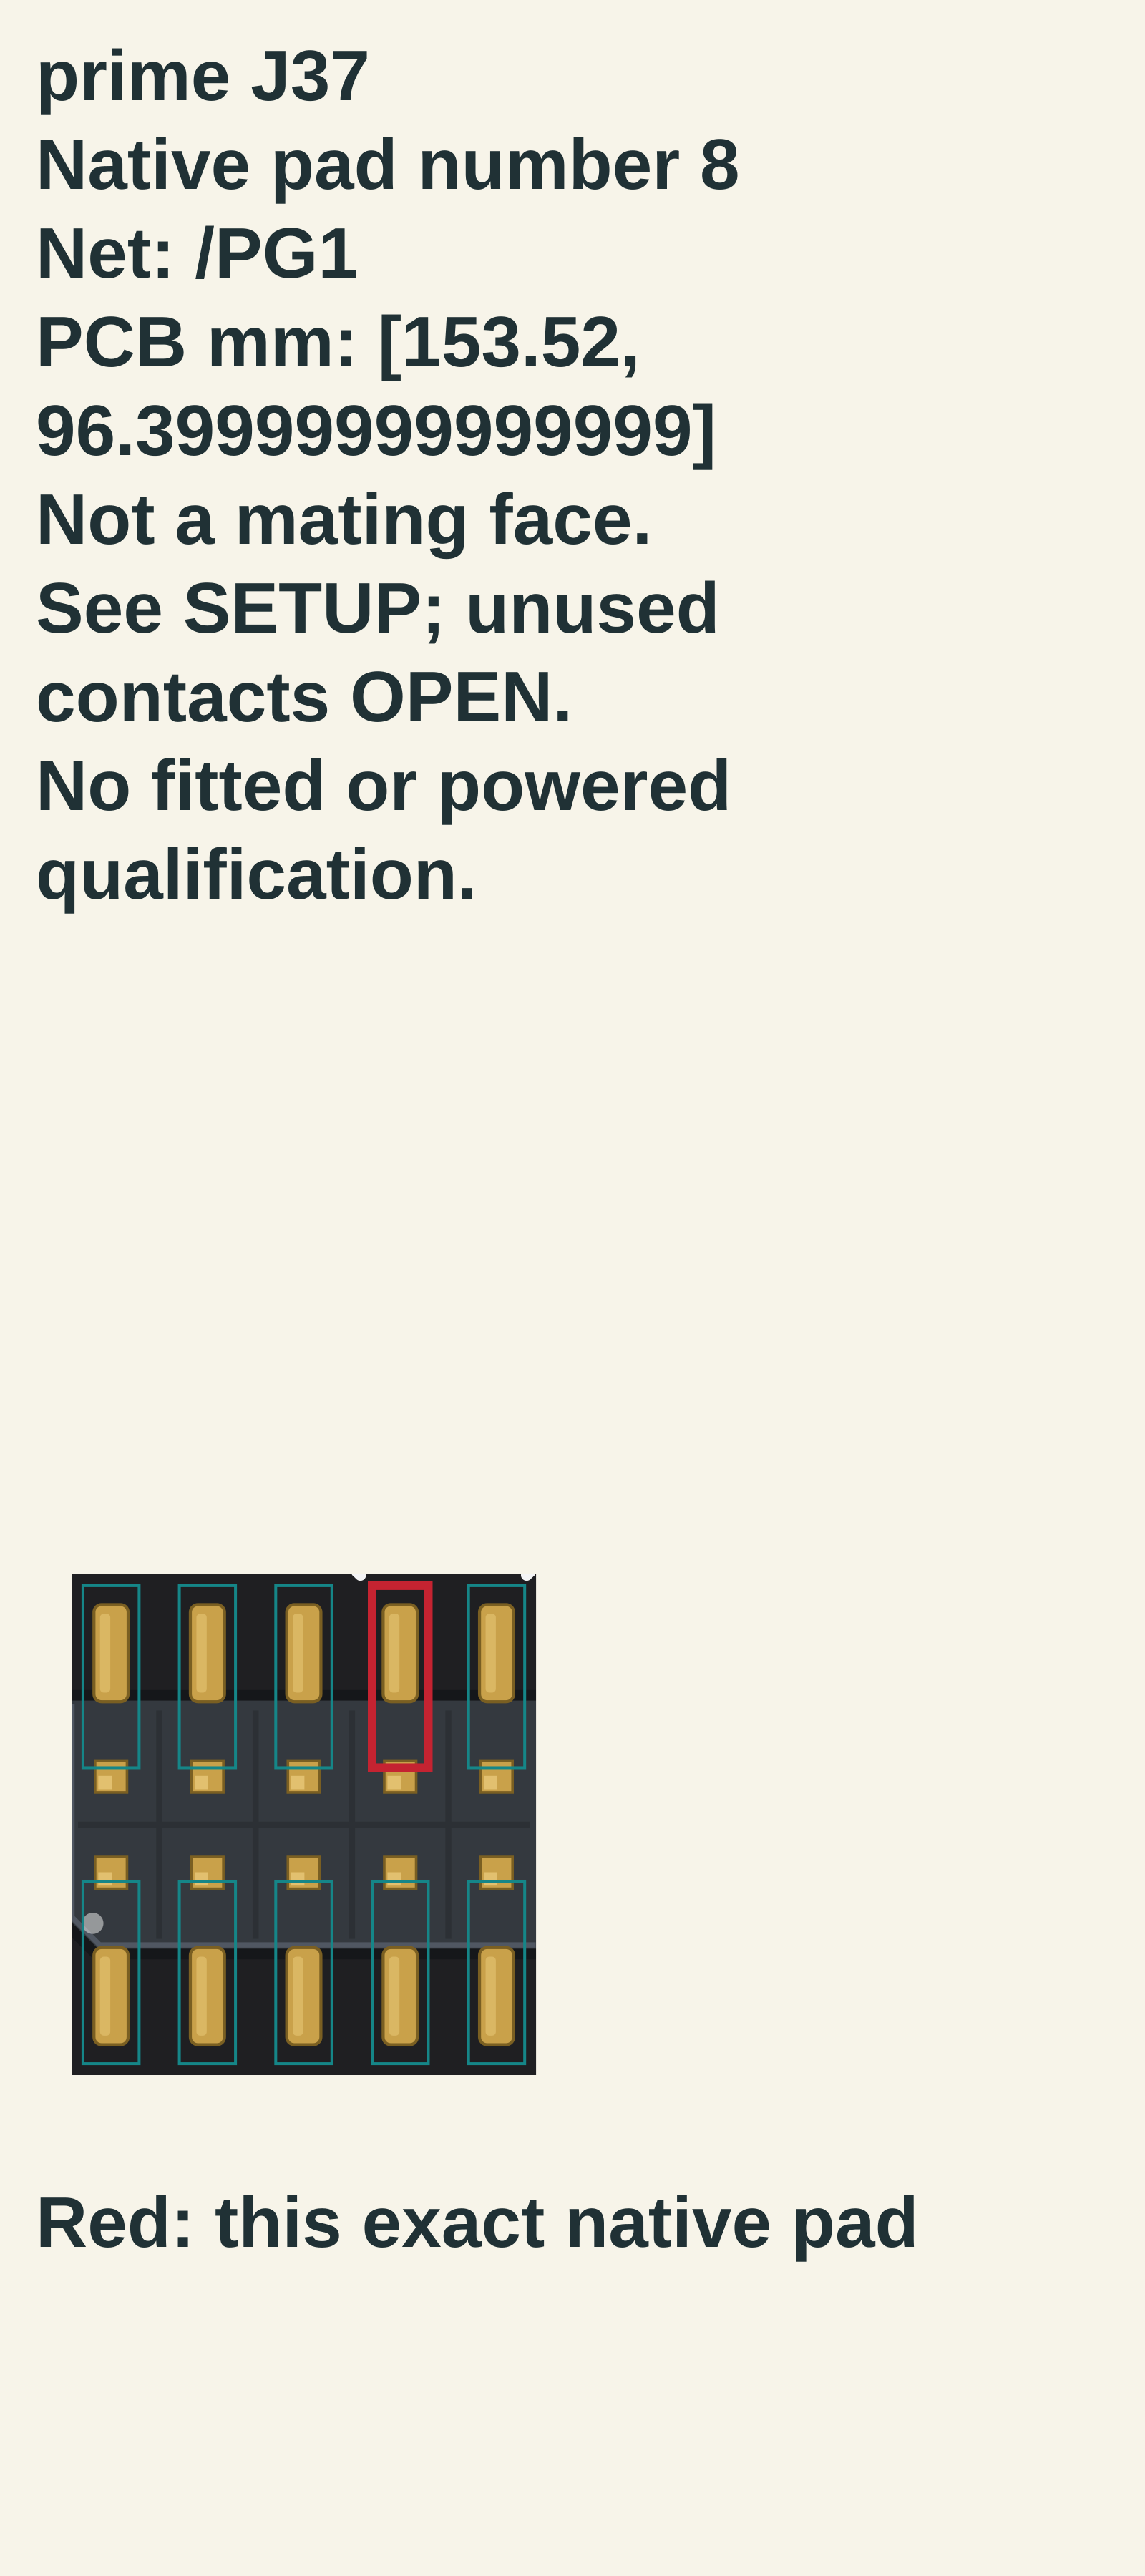 prime J37
Native pad number 8
Net: /PG1
PCB mm: [153.52,
96.39999999999999]
Not a mating face.
See SETUP; unused
contacts OPEN.
No fitted or powered
qualification.
Red: this exact native pad